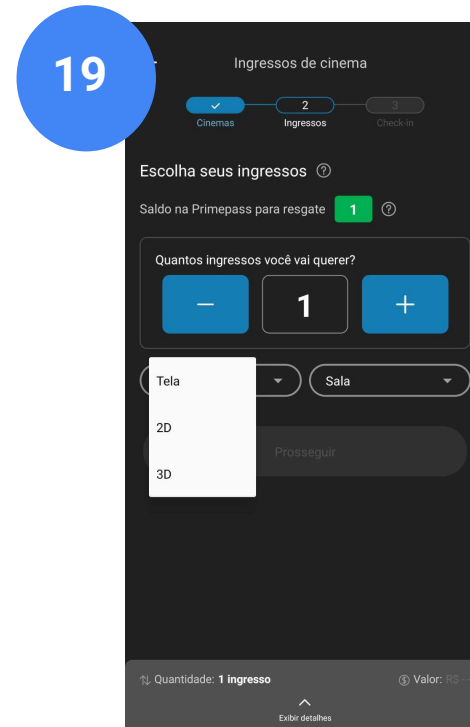 19
Ingressos de cinema
2
3
Cinemas
Ingressos
Check-in
Escolha seus ingressos ?
Saldo na Primepass para resgate 1 ?
Quantos ingressos você vai querer?
− 1 +
Tela
Sala
2D
Prosseguir
3D
Quantidade: 1 ingresso
Valor: R$--
Exibir detalhes